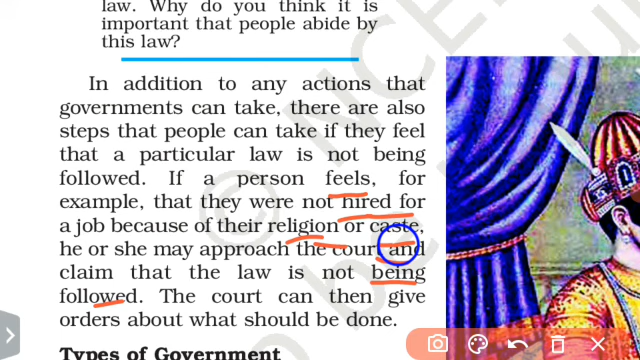 law. Why do you think it is
important that people abide by
this law?
In addition to any actions that
governments can take, there are also
steps that people can take if they feel
that a particular law is not being
followed. If a person feels, for
example, that they were not hired for
a job because of their religion or caste,
he or she may approach the court and
claim that the law is not being
followed. The court can then give
orders about what should be done.
Types of Government